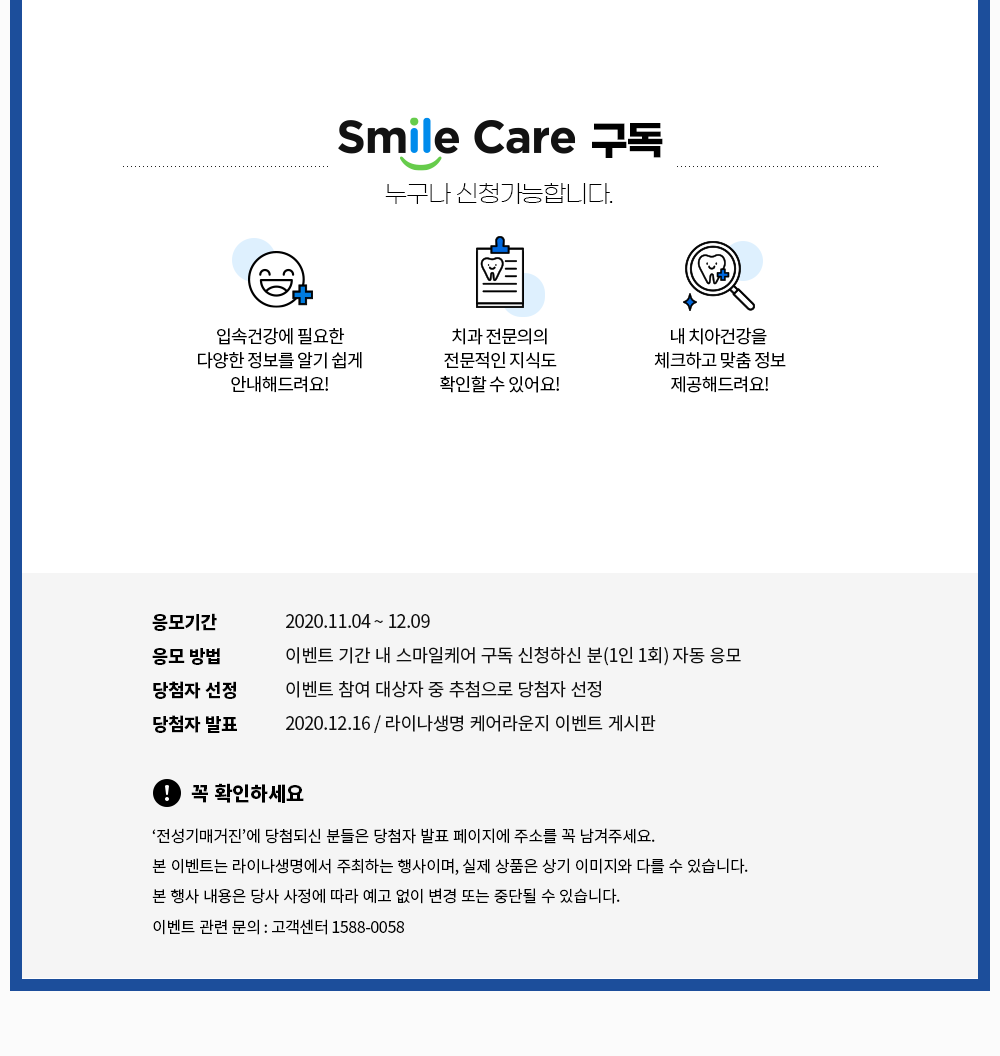 Smile Care 구독
누구나 신청가능합니다.
입속건강에 필요한
다양한 정보를 알기 쉽게
안내해드려요!
치과 전문의의
전문적인 지식도
확인할 수 있어요!
내 치아건강을
체크하고 맞춤 정보
제공해드려요!
응모기간 2020.11.04 ~ 12.09
응모 방법 이벤트 기간 내 스마일케어 구독 신청하신 분(1인 1회) 자동 응모
당첨자 선정 이벤트 참여 대상자 중 추첨으로 당첨자 선정
당첨자 발표 2020.12.16 / 라이나생명 케어라운지 이벤트 게시판
꼭 확인하세요
‘전성기매거진’에 당첨되신 분들은 당첨자 발표 페이지에 주소를 꼭 남겨주세요.
본 이벤트는 라이나생명에서 주최하는 행사이며, 실제 상품은 상기 이미지와 다를 수 있습니다.
본 행사 내용은 당사 사정에 따라 예고 없이 변경 또는 중단될 수 있습니다.
이벤트 관련 문의 : 고객센터 1588-0058